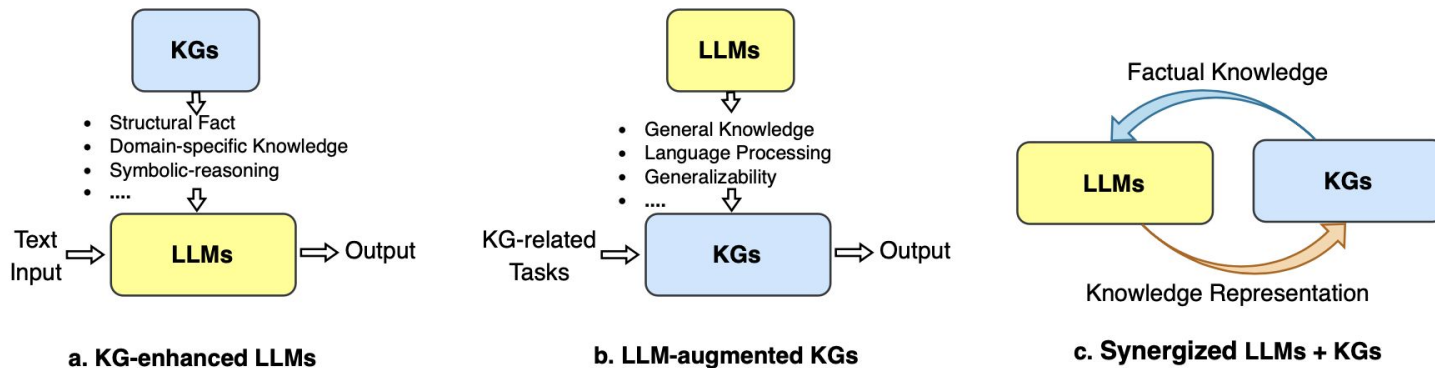 KGs
• Structural Fact
• Domain-specific Knowledge
• Symbolic-reasoning
• ....
Text
Input
LLMs
Output
a. KG-enhanced LLMs
LLMs
• General Knowledge
• Language Processing
• Generalizability
• ....
KG-related
Tasks
KGs
Output
b. LLM-augmented KGs
Factual Knowledge
LLMs
KGs
Knowledge Representation
c. Synergized LLMs + KGs